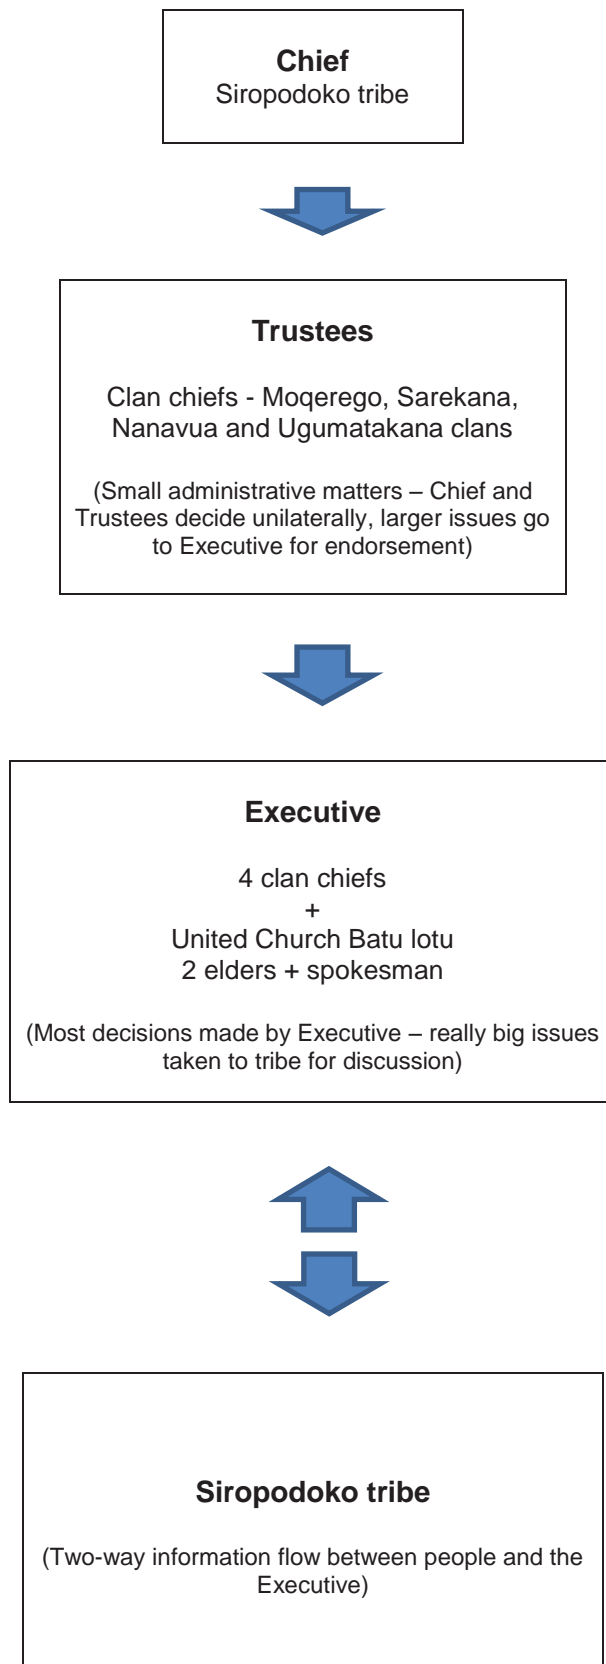 Chief
Siropodoko tribe
Trustees
Clan chiefs - Moqerego, Sarekana,
Nanavua and Ugumatakana clans
(Small administrative matters – Chief and
Trustees decide unilaterally, larger issues go
to Executive for endorsement)
Executive
4 clan chiefs
+
United Church Batu lotu
2 elders + spokesman
(Most decisions made by Executive – really big issues
taken to tribe for discussion)
Siropodoko tribe
(Two-way information flow between people and the
Executive)